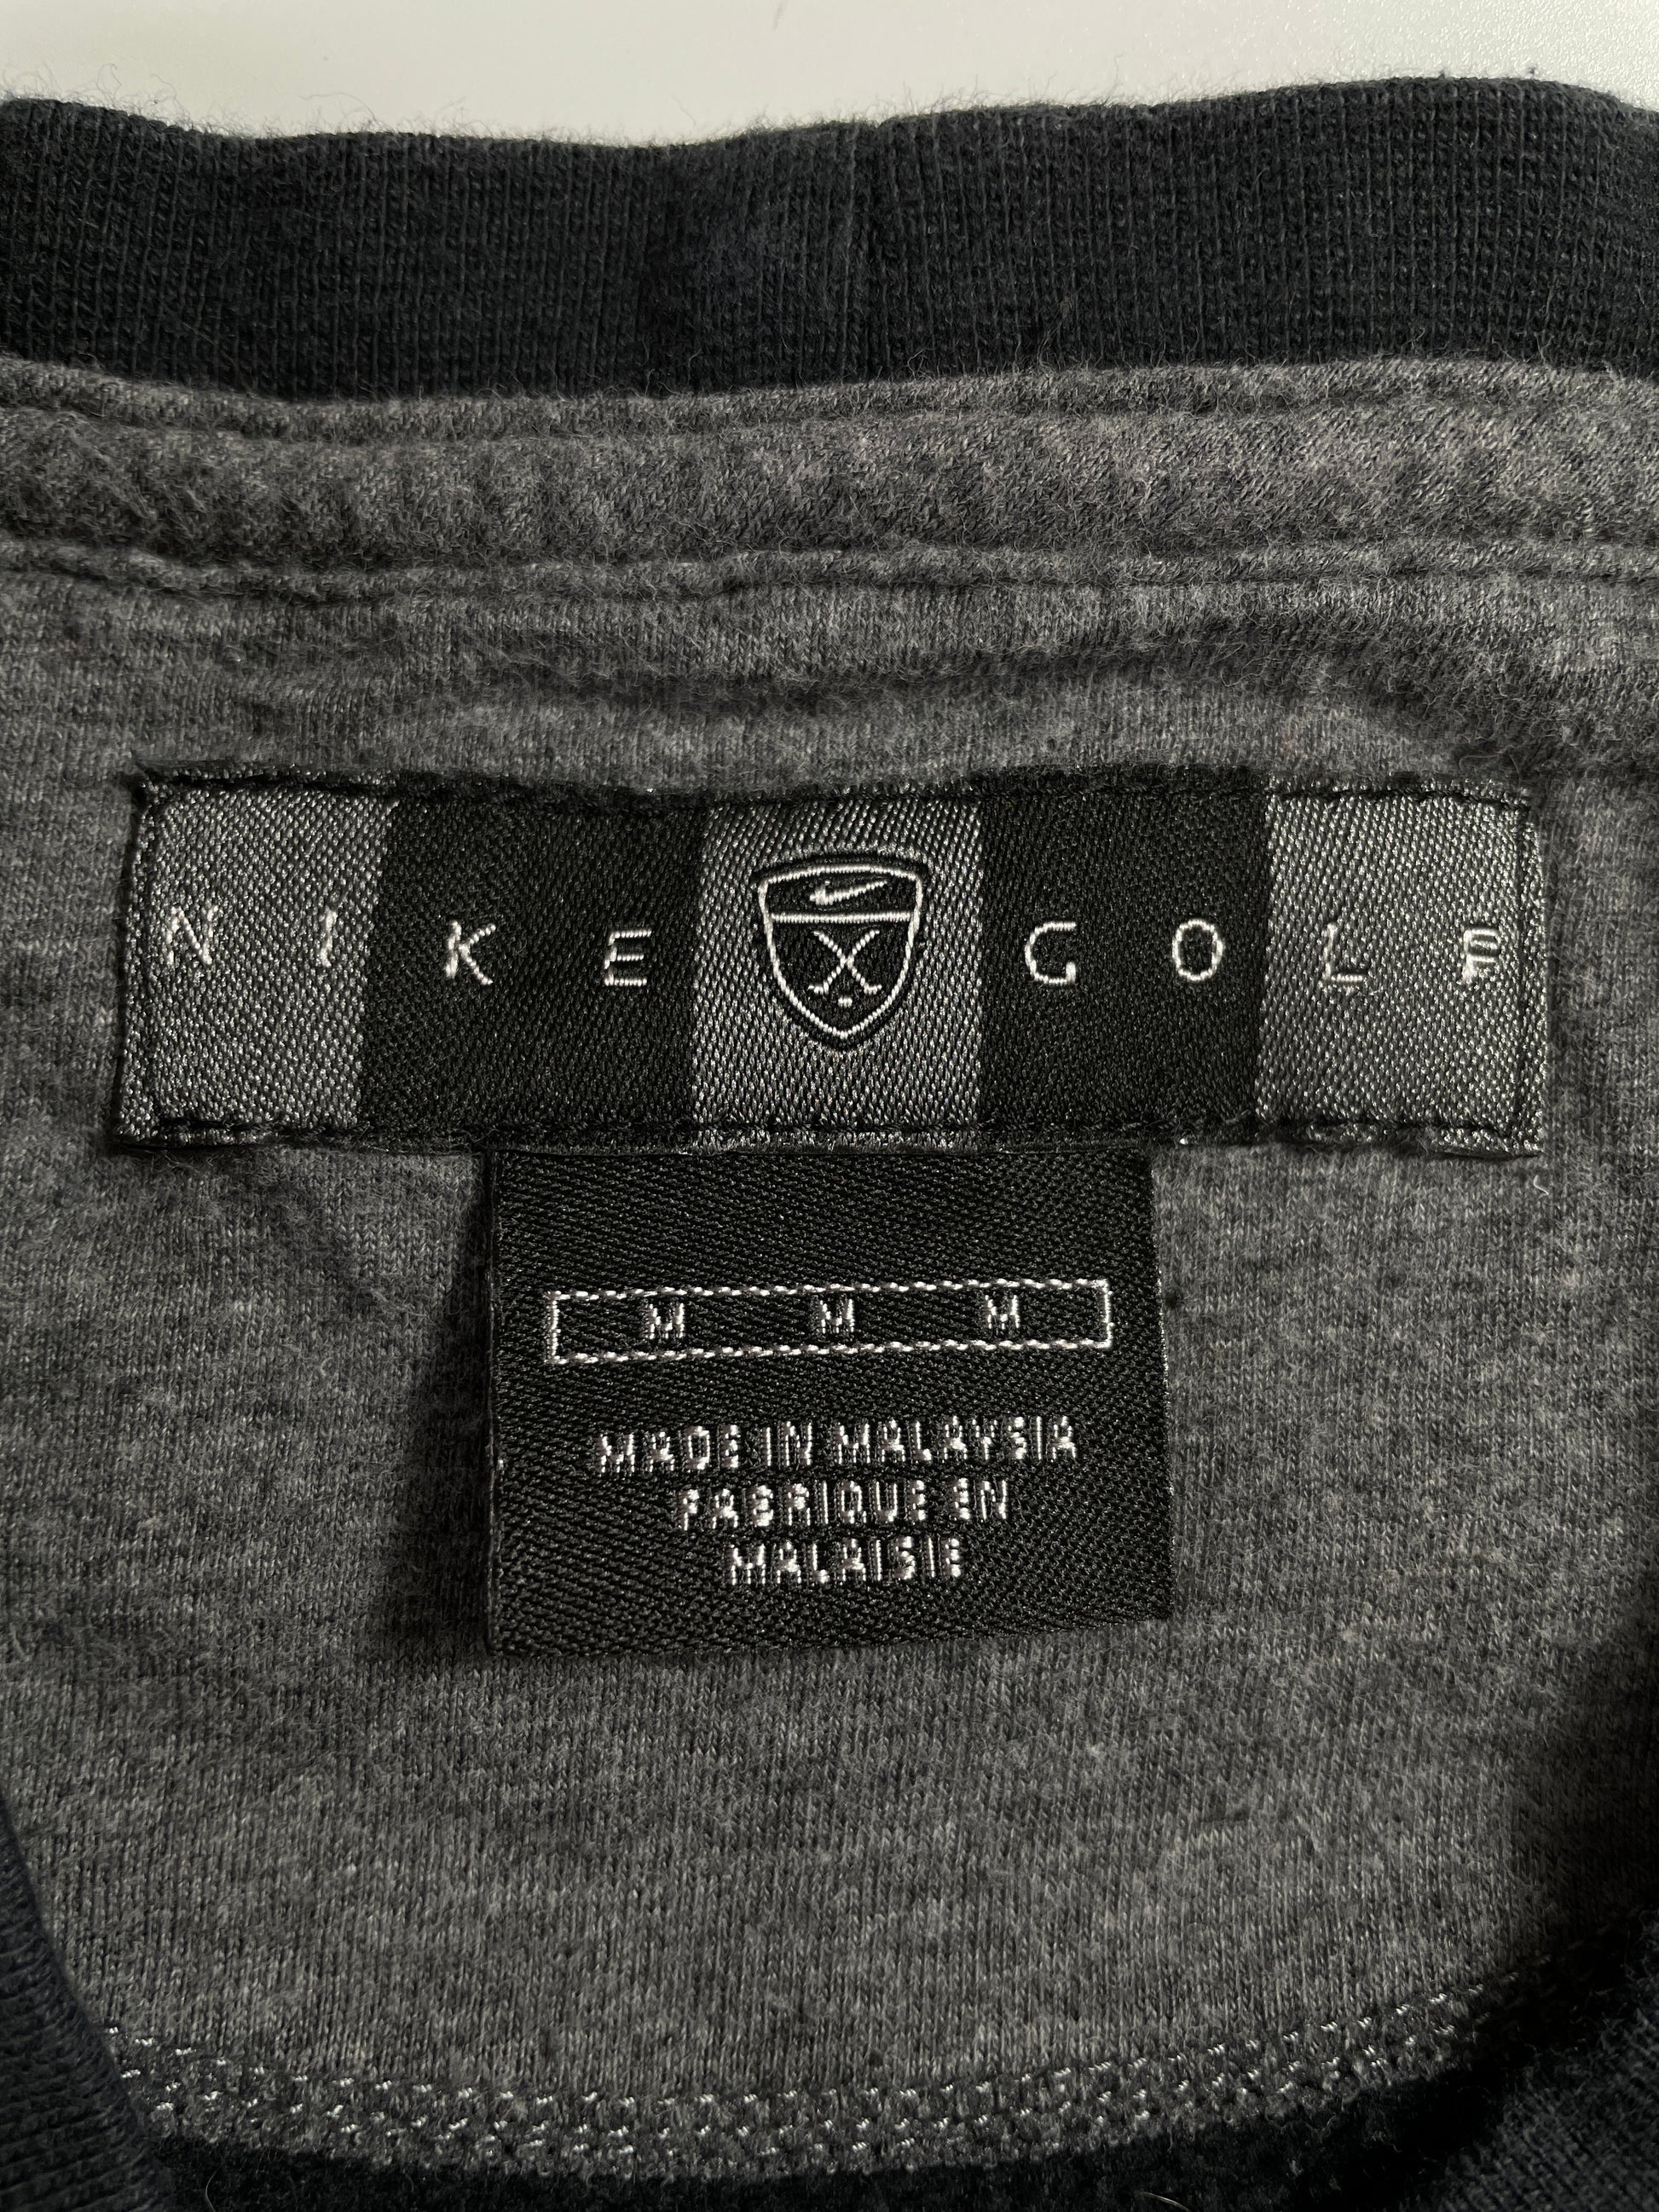 NIKE GOLF
M M M
MADE IN MALAYSIA
FABRIQUE EN
MALAISIE